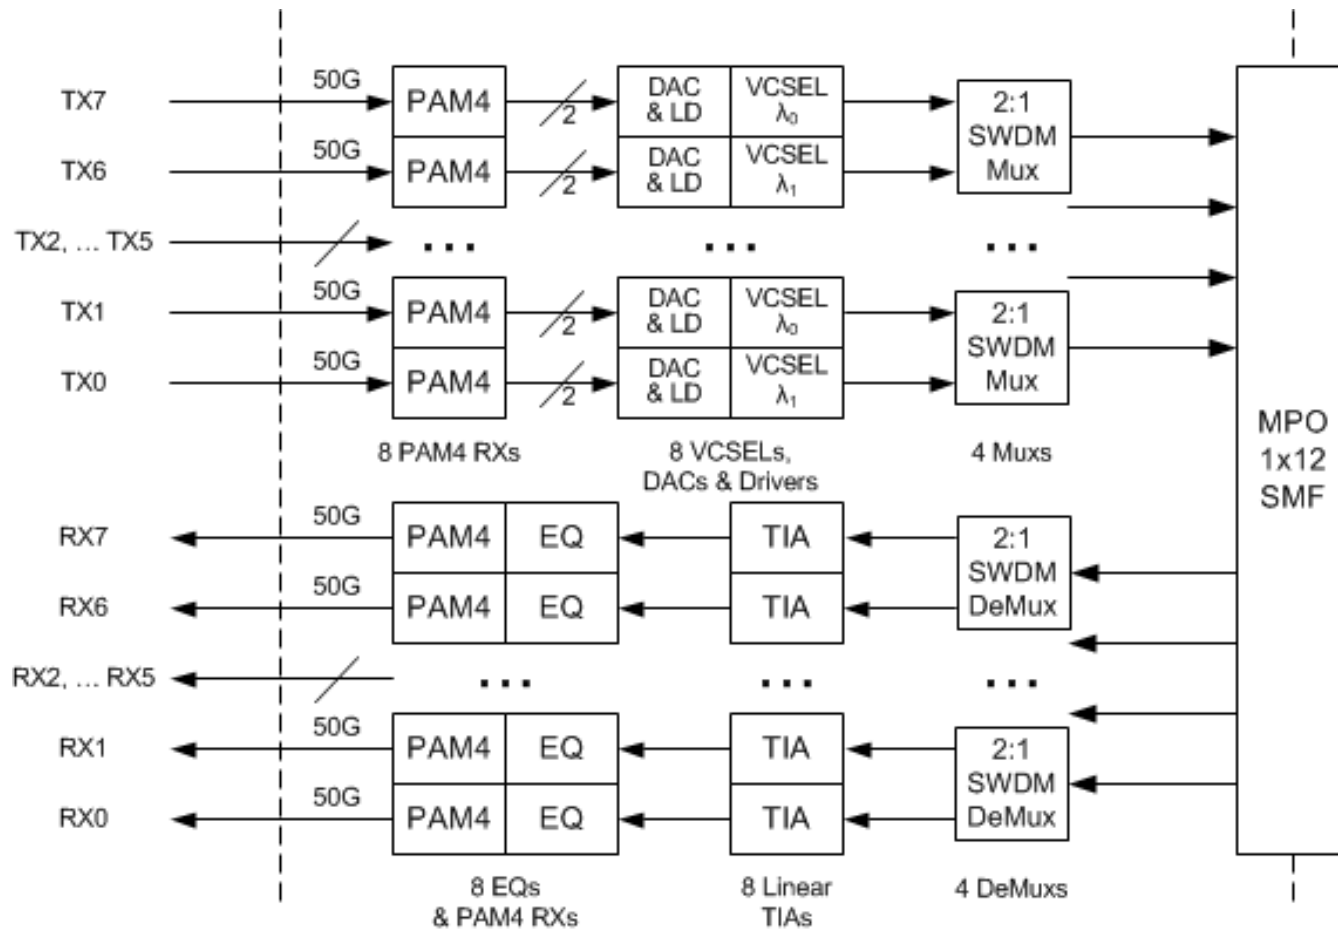 50G
TX7
PAM4
2
DAC
& LD
VCSEL
λ0
2:1
SWDM
Mux
50G
TX6
PAM4
2
DAC
& LD
VCSEL
λ1
TX2, ... TX5
...
...
...
50G
TX1
PAM4
2
DAC
& LD
VCSEL
λ0
2:1
SWDM
Mux
50G
TX0
PAM4
2
DAC
& LD
VCSEL
λ1
8 PAM4 RXs
8 VCSELs,
DACs & Drivers
4 Muxs
MPO
1x12
SMF
50G
RX7
PAM4
EQ
TIA
2:1
SWDM
DeMux
50G
RX6
PAM4
EQ
TIA
RX2, ... RX5
...
...
...
50G
RX1
PAM4
EQ
TIA
2:1
SWDM
DeMux
50G
RX0
PAM4
EQ
TIA
8 EQs
& PAM4 RXs
8 Linear
TIAs
4 DeMuxs